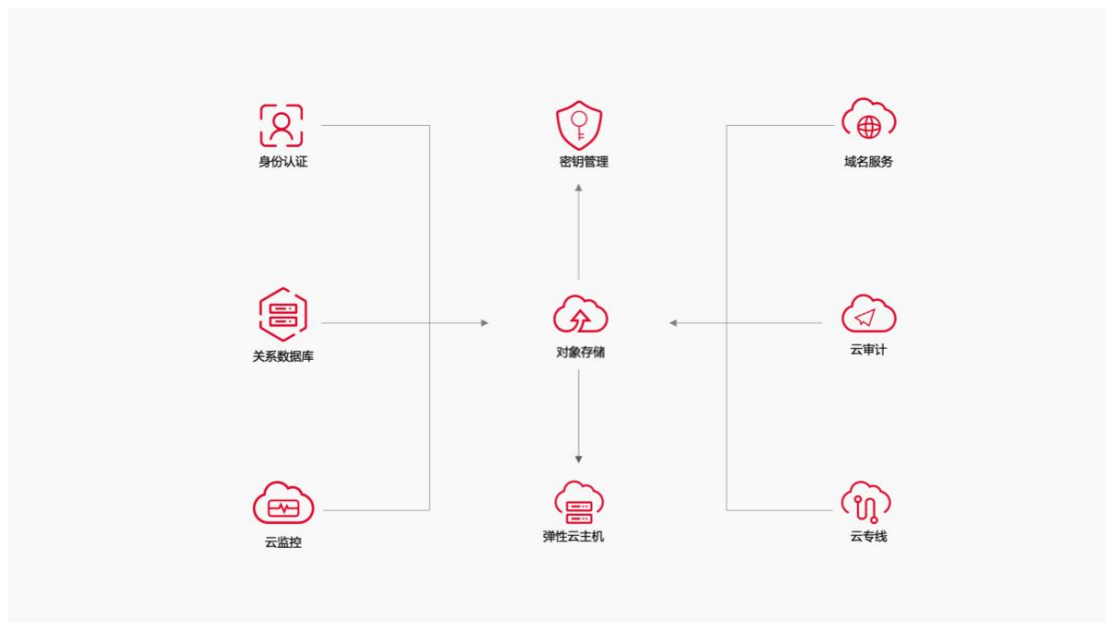 身份认证
密钥管理
域名服务
关系数据库
对象存储
云审计
云监控
弹性云主机
云专线